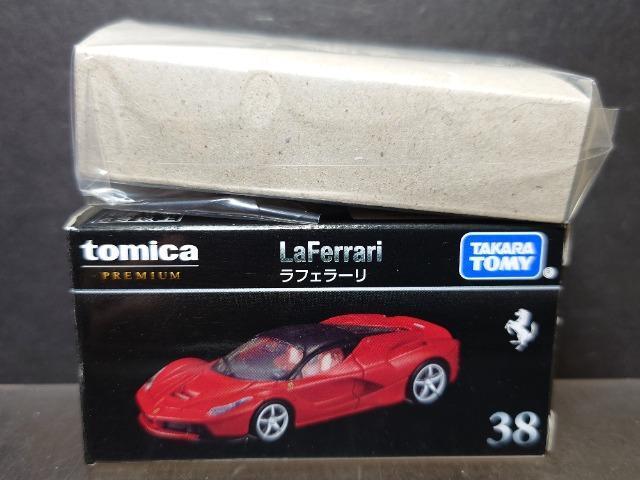 tomica
PREMIUM
LaFerrari
ラフェラーリ
TAKARA
TOMY
38